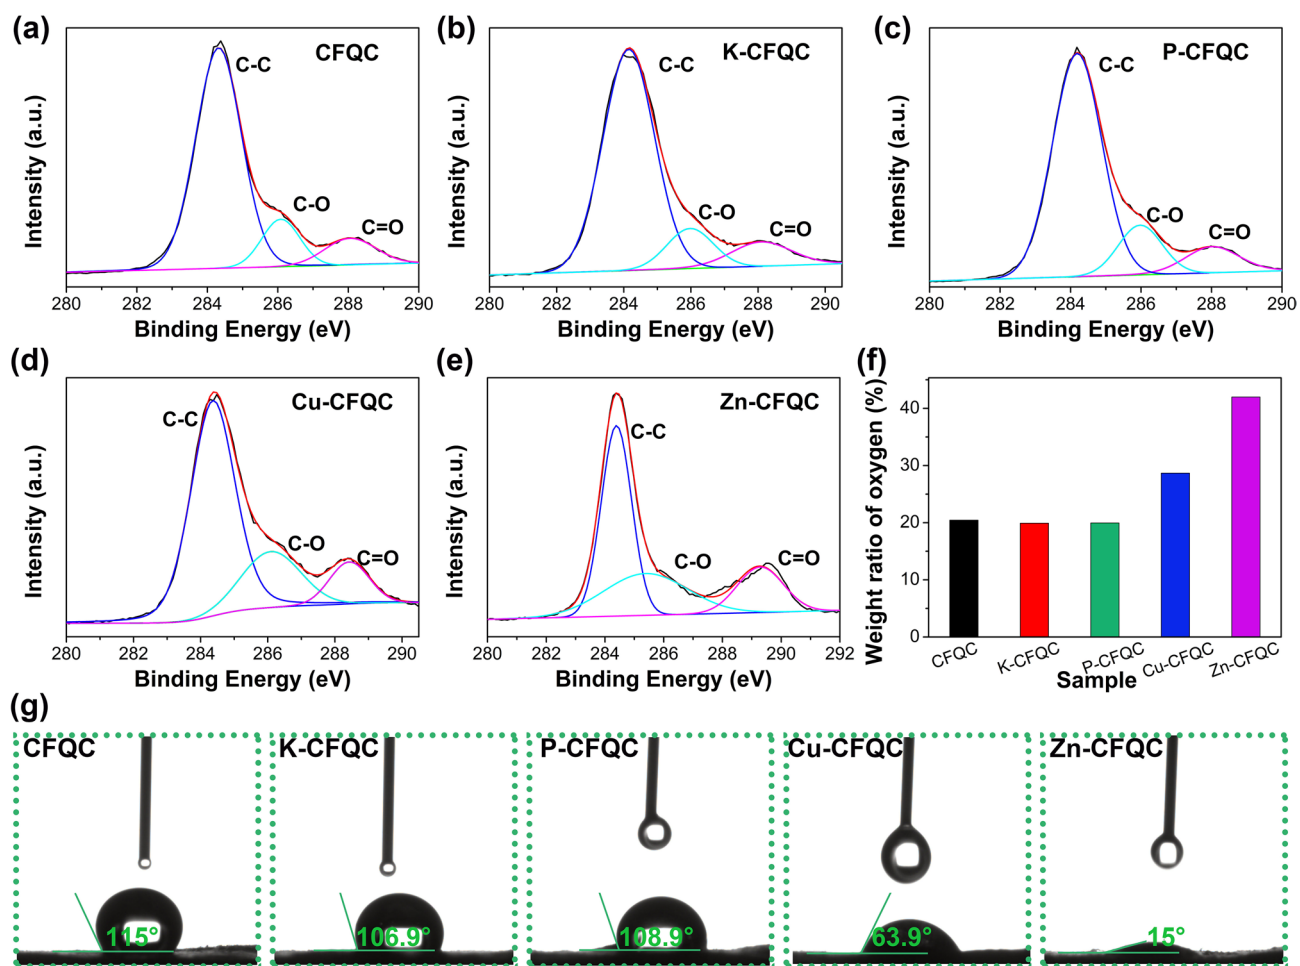 (a)
CFQC
C-C
C-O
C=O
Intensity (a.u.)
280 282 284 286 288 290
Binding Energy (eV)
(b)
K-CFQC
C-C
C-O
C=O
Intensity (a.u.)
280 282 284 286 288 290
Binding Energy (eV)
(c)
P-CFQC
C-C
C-O
C=O
Intensity (a.u.)
280 282 284 286 288 290
Binding Energy (eV)
(d)
Cu-CFQC
C-C
C-O
C=O
Intensity (a.u.)
280 282 284 286 288 290
Binding Energy (eV)
(e)
Zn-CFQC
C-C
C-O
C=O
Intensity (a.u.)
280 282 284 286 288 290 292
Binding Energy (eV)
(f)
Weight ratio of oxygen (%)
40
30
20
10
0
CFQC K-CFQC P-CFQC Cu-CFQC Zn-CFQC
Sample
(g)
CFQC
115°
K-CFQC
106.9°
P-CFQC
108.9°
Cu-CFQC
63.9°
Zn-CFQC
15°